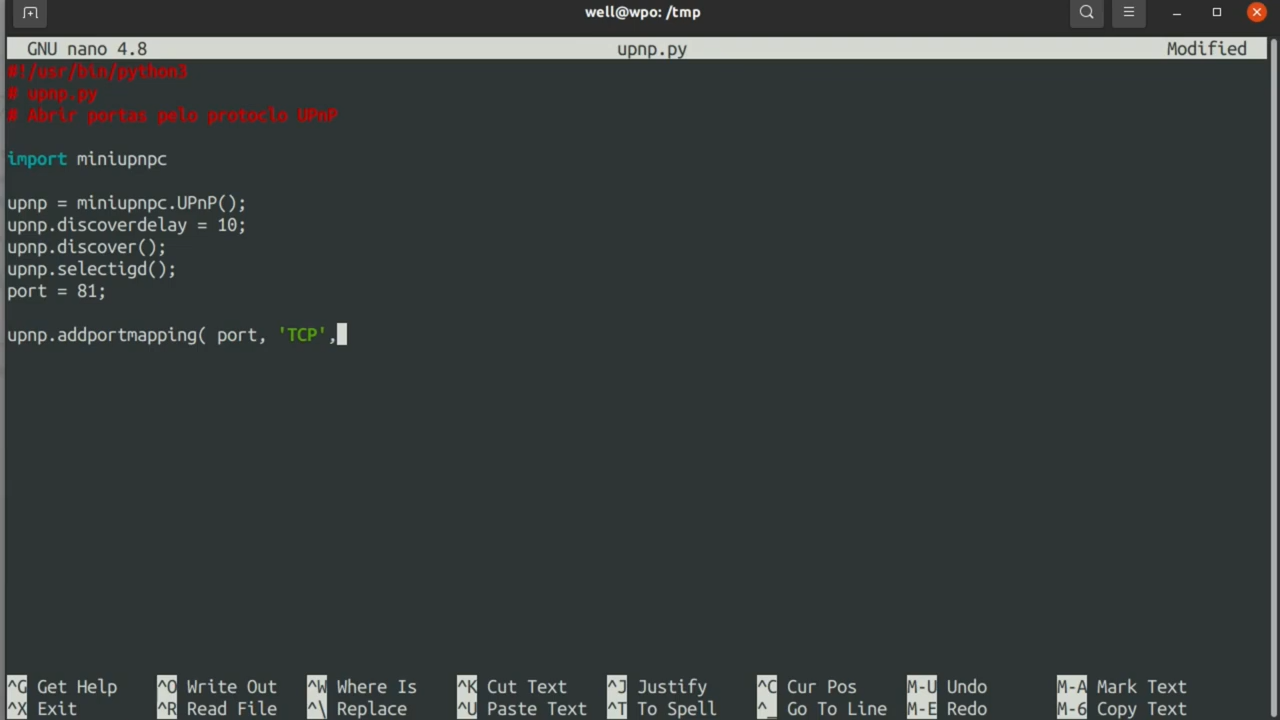 well@wpo: /tmp
GNU nano 4.8 upnp.py Modified
#!/usr/bin/python3
# upnp.py
# Abrir portas pelo protoclo UPnP
import miniupnpc
upnp = miniupnpc.UPnP();
upnp.discoverdelay = 10;
upnp.discover();
upnp.selectigd();
port = 81;
upnp.addportmapping( port, 'TCP',
^G Get Help ^O Write Out ^W Where Is ^K Cut Text ^J Justify ^C Cur Pos M-U Undo M-A Mark Text
^X Exit ^R Read File ^\ Replace ^U Paste Text ^T To Spell ^_ Go To Line M-E Redo M-6 Copy Text